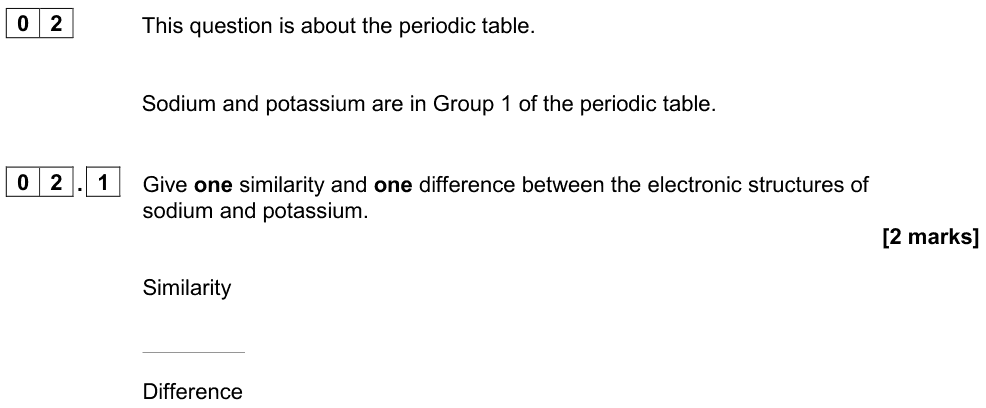 0 2 This question is about the periodic table.
Sodium and potassium are in Group 1 of the periodic table.
0 2 . 1 Give one similarity and one difference between the electronic structures of
sodium and potassium.
[2 marks]
Similarity
Difference